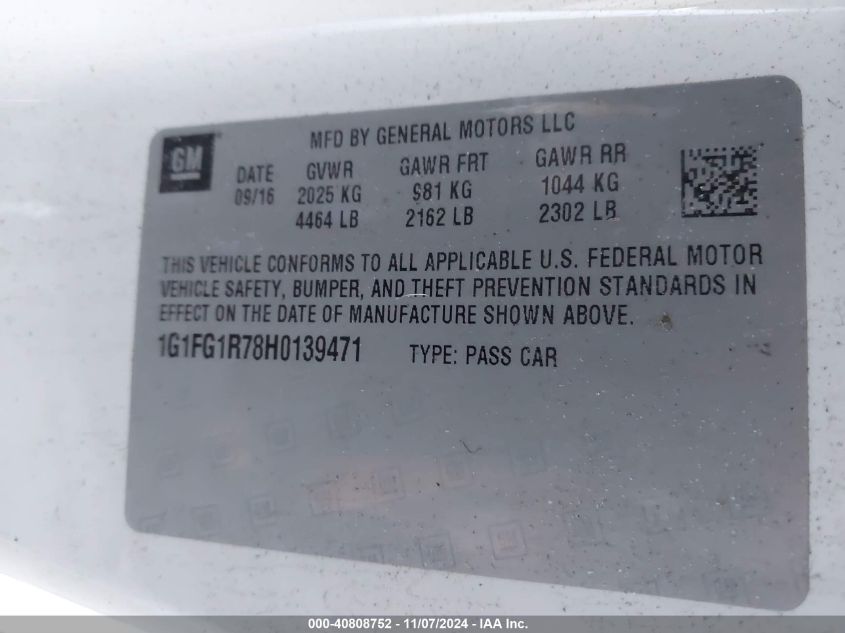 MFD BY GENERAL MOTORS LLC
GM
DATE GVWR GAWR FRT GAWR RR
09/16 2025 KG 981 KG 1044 KG
4464 LB 2162 LB 2302 LB
THIS VEHICLE CONFORMS TO ALL APPLICABLE U.S. FEDERAL MOTOR
VEHICLE SAFETY, BUMPER, AND THEFT PREVENTION STANDARDS IN
EFFECT ON THE DATE OF MANUFACTURE SHOWN ABOVE.
1G1FG1R78H0139471 TYPE: PASS CAR
000-40808752 - 11/07/2024 - IAA Inc.